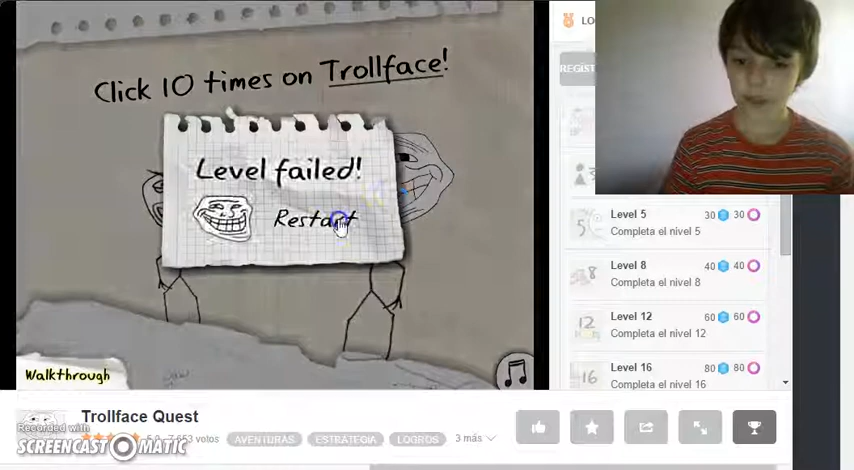 Click 10 times on Trollface!
Level failed!
Restart
Walkthrough
LO
REGIST
Level 5
30 30
Completa el nivel 5
Level 8
40 40
Completa el nivel 8
Level 12
60 60
Completa el nivel 12
Level 16
80 80
Completa el nivel 16
Trollface Quest
votos
AVENTURAS
ESTRATEGIA
LOGROS
3 más
Recorded with
SCREENCAST MATIC